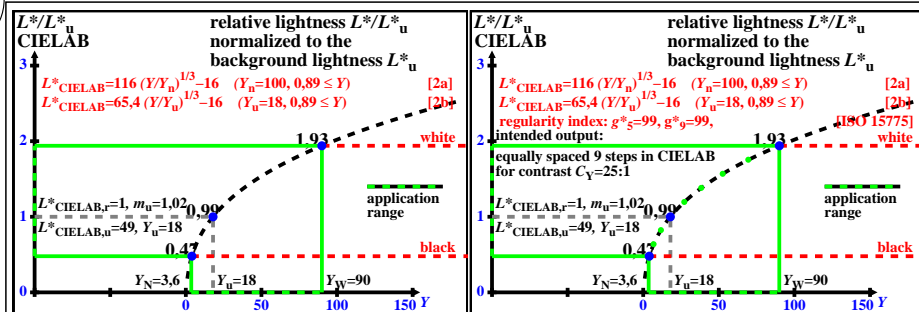 L*/L*u
CIELAB
relative lightness L*/L*u
normalized to the
background lightness L*u
3
L*CIELAB=116 (Y/Yn)1/3–16 (Yn=100, 0,89 ≤ Y) [2a]
L*CIELAB=65,4 (Y/Yu)1/3–16 (Yu=18, 0,89 ≤ Y) [2b]
2
1,93
white
application
range
L*CIELAB,r=1, mu=1,02
0,99
1
L*CIELAB,u=49, Yu=18
0,47
black
YN=3,6
Yu=18
YW=90
0
0
50
100
150
Y
L*/L*u
CIELAB
relative lightness L*/L*u
normalized to the
background lightness L*u
3
L*CIELAB=116 (Y/Yn)1/3–16 (Yn=100, 0,89 ≤ Y) [2a]
L*CIELAB=65,4 (Y/Yu)1/3–16 (Yu=18, 0,89 ≤ Y) [2b]
regularity index: g*5=99, g*9=99, [ISO 15775]
intended output:
2
1,93
white
equally spaced 9 steps in CIELAB
for contrast CY=25:1
application
range
L*CIELAB,r=1, mu=1,02
0,99
1
L*CIELAB,u=49, Yu=18
0,47
black
YN=3,6
Yu=18
YW=90
0
0
50
100
150
Y